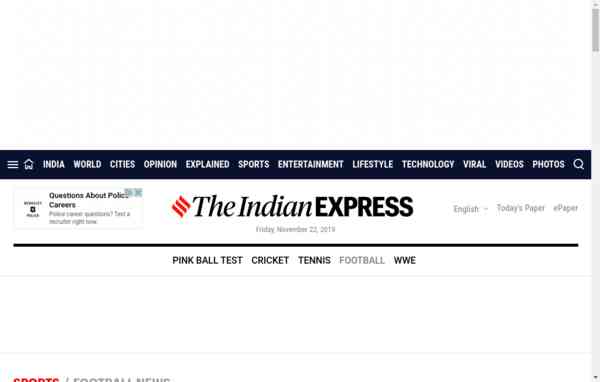 INDIA WORLD CITIES OPINION EXPLAINED SPORTS ENTERTAINMENT LIFESTYLE TECHNOLOGY VIRAL VIDEOS PHOTOS
Questions About Police
Careers
Police career questions? Text a
recruiter right now.
BERKELEY
POLICE
The Indian EXPRESS
Friday, November 22, 2019
English Today's Paper ePaper
PINK BALL TEST CRICKET TENNIS FOOTBALL WWE
SPORTS / FOOTBALL NEWS